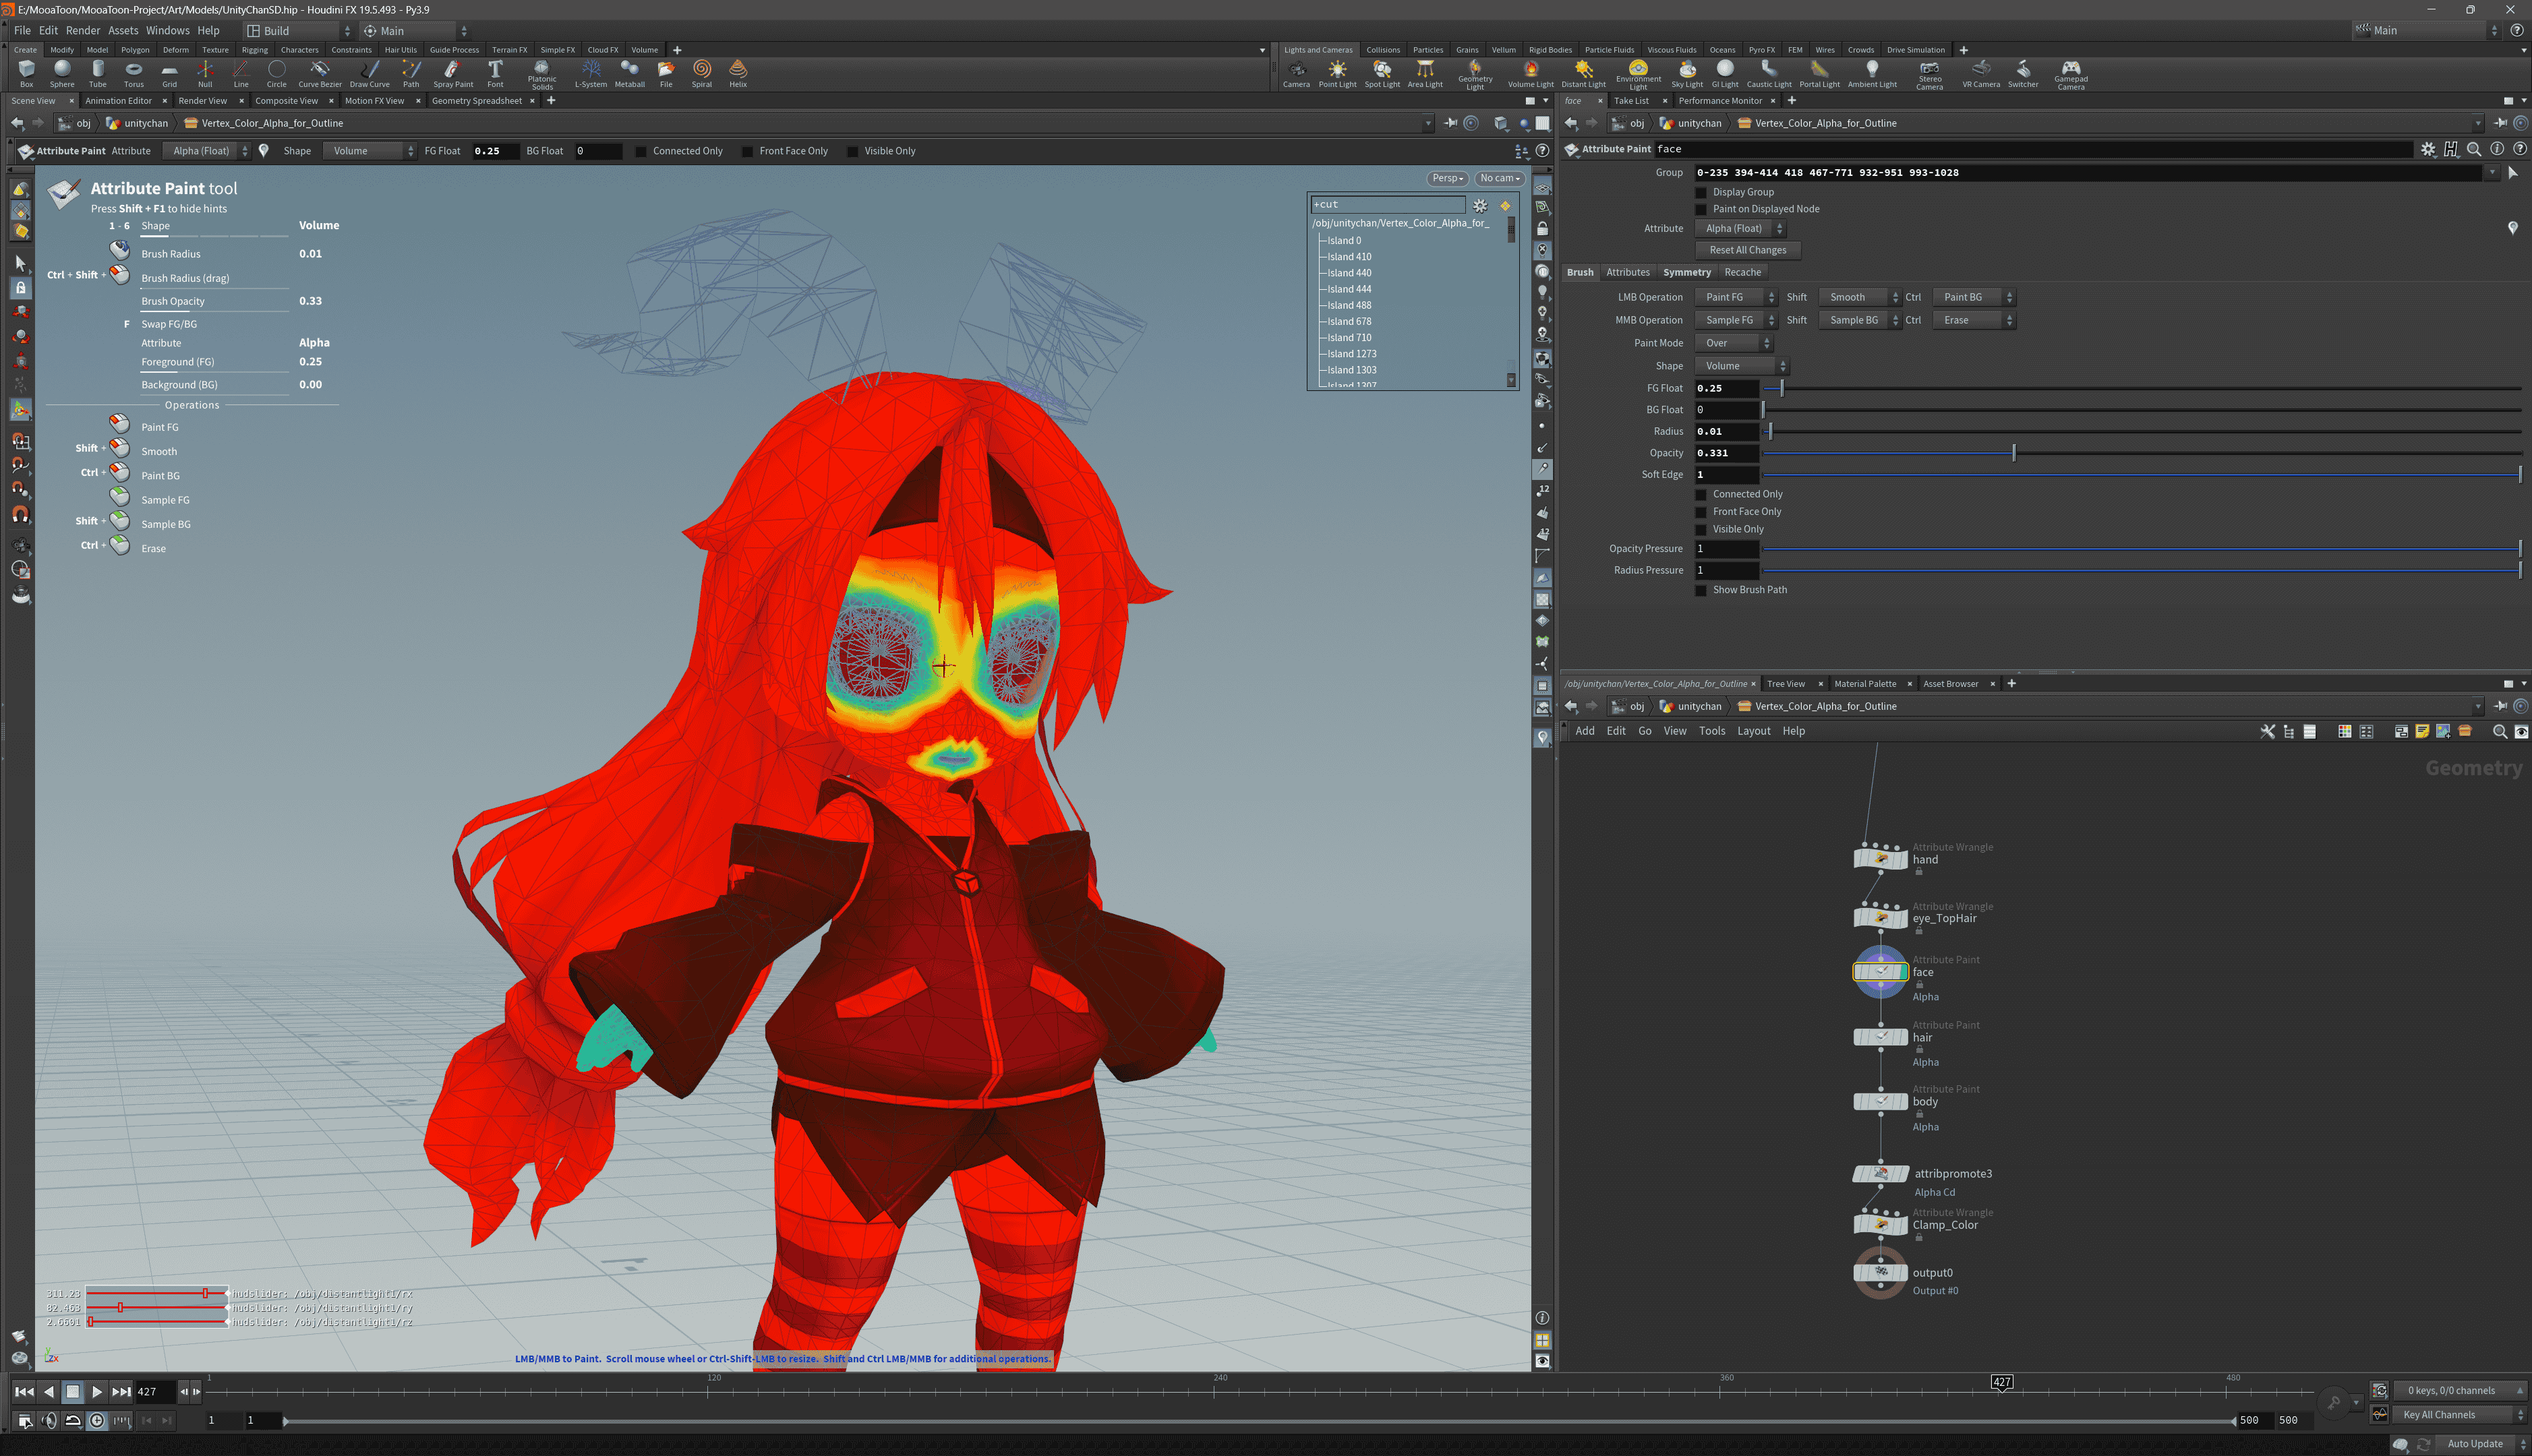 E:/MooaToon/MooaToon-Project/Art/Models/UnityChanSD.hip - Houdini FX 19.5.493 - Py3.9
File Edit Render Assets Windows Help Build Main Main
Create Modify Model Polygon Deform Texture Rigging Characters Constraints Hair Utils Guide Process Terrain FX Simple FX Cloud FX Volume
Lights and Cameras Collisions Particles Grains Vellum Rigid Bodies Particle Fluids Viscous Fluids Oceans Pyro FX FEM Wires Crowds Drive Simulation
Box Sphere Tube Torus Grid Null Line Circle Curve Bezier Draw Curve Path Spray Paint Font Platonic Solids L-System Metaball File Spiral Helix
Camera Point Light Spot Light Area Light Geometry Light Volume Light Distant Light Environment Light Sky Light GI Light Caustic Light Portal Light Ambient Light Stereo Camera VR Camera Switcher Gamepad Camera
Scene View Animation Editor Render View Composite View Motion FX View Geometry Spreadsheet
obj unitychan Vertex_Color_Alpha_for_Outline
Attribute Paint Attribute Alpha (Float) Shape Volume FG Float 0.25 BG Float 0 Connected Only Front Face Only Visible Only
Attribute Paint tool
Press Shift + F1 to hide hints
1 - 6 Shape Volume
Brush Radius 0.01
Ctrl + Shift + Brush Radius (drag)
Brush Opacity 0.33
F Swap FG/BG
Attribute Alpha
Foreground (FG) 0.25
Background (BG) 0.00
Operations
Paint FG
Shift + Smooth
Ctrl + Paint BG
Sample FG
Shift + Sample BG
Ctrl + Erase
Persp No cam
+cut
/obj/unitychan/Vertex_Color_Alpha_for_
Island 0
Island 410
Island 440
Island 444
Island 488
Island 678
Island 710
Island 1273
Island 1303
Island 1307
12
12
311.23 hudslider: /obj/distantlight1/rx
82.463 hudslider: /obj/distantlight1/ry
2.6601 hudslider: /obj/distantlight1/rz
LMB/MMB to Paint. Scroll mouse wheel or Ctrl-Shift-LMB to resize. Shift and Ctrl LMB/MMB for additional operations.
face Take List Performance Monitor
obj unitychan Vertex_Color_Alpha_for_Outline
Attribute Paint face
Group 0-235 394-414 418 467-771 932-951 993-1028
Display Group
Paint on Displayed Node
Attribute Alpha (Float)
Reset All Changes
Brush Attributes Symmetry Recache
LMB Operation Paint FG Shift Smooth Ctrl Paint BG
MMB Operation Sample FG Shift Sample BG Ctrl Erase
Paint Mode Over
Shape Volume
FG Float 0.25
BG Float 0
Radius 0.01
Opacity 0.331
Soft Edge 1
Connected Only
Front Face Only
Visible Only
Opacity Pressure 1
Radius Pressure 1
Show Brush Path
/obj/unitychan/Vertex_Color_Alpha_for_Outline Tree View Material Palette Asset Browser
obj unitychan Vertex_Color_Alpha_for_Outline
Add Edit Go View Tools Layout Help
Geometry
Attribute Wrangle
hand
Attribute Wrangle
eye_TopHair
Attribute Paint
face
Alpha
Attribute Paint
hair
Alpha
Attribute Paint
body
Alpha
attribpromote3
Alpha Cd
Attribute Wrangle
Clamp_Color
output0
Output #0
427 1 120 240 360 427 480
0 keys, 0/0 channels
1 1 500 500 Key All Channels
Auto Update